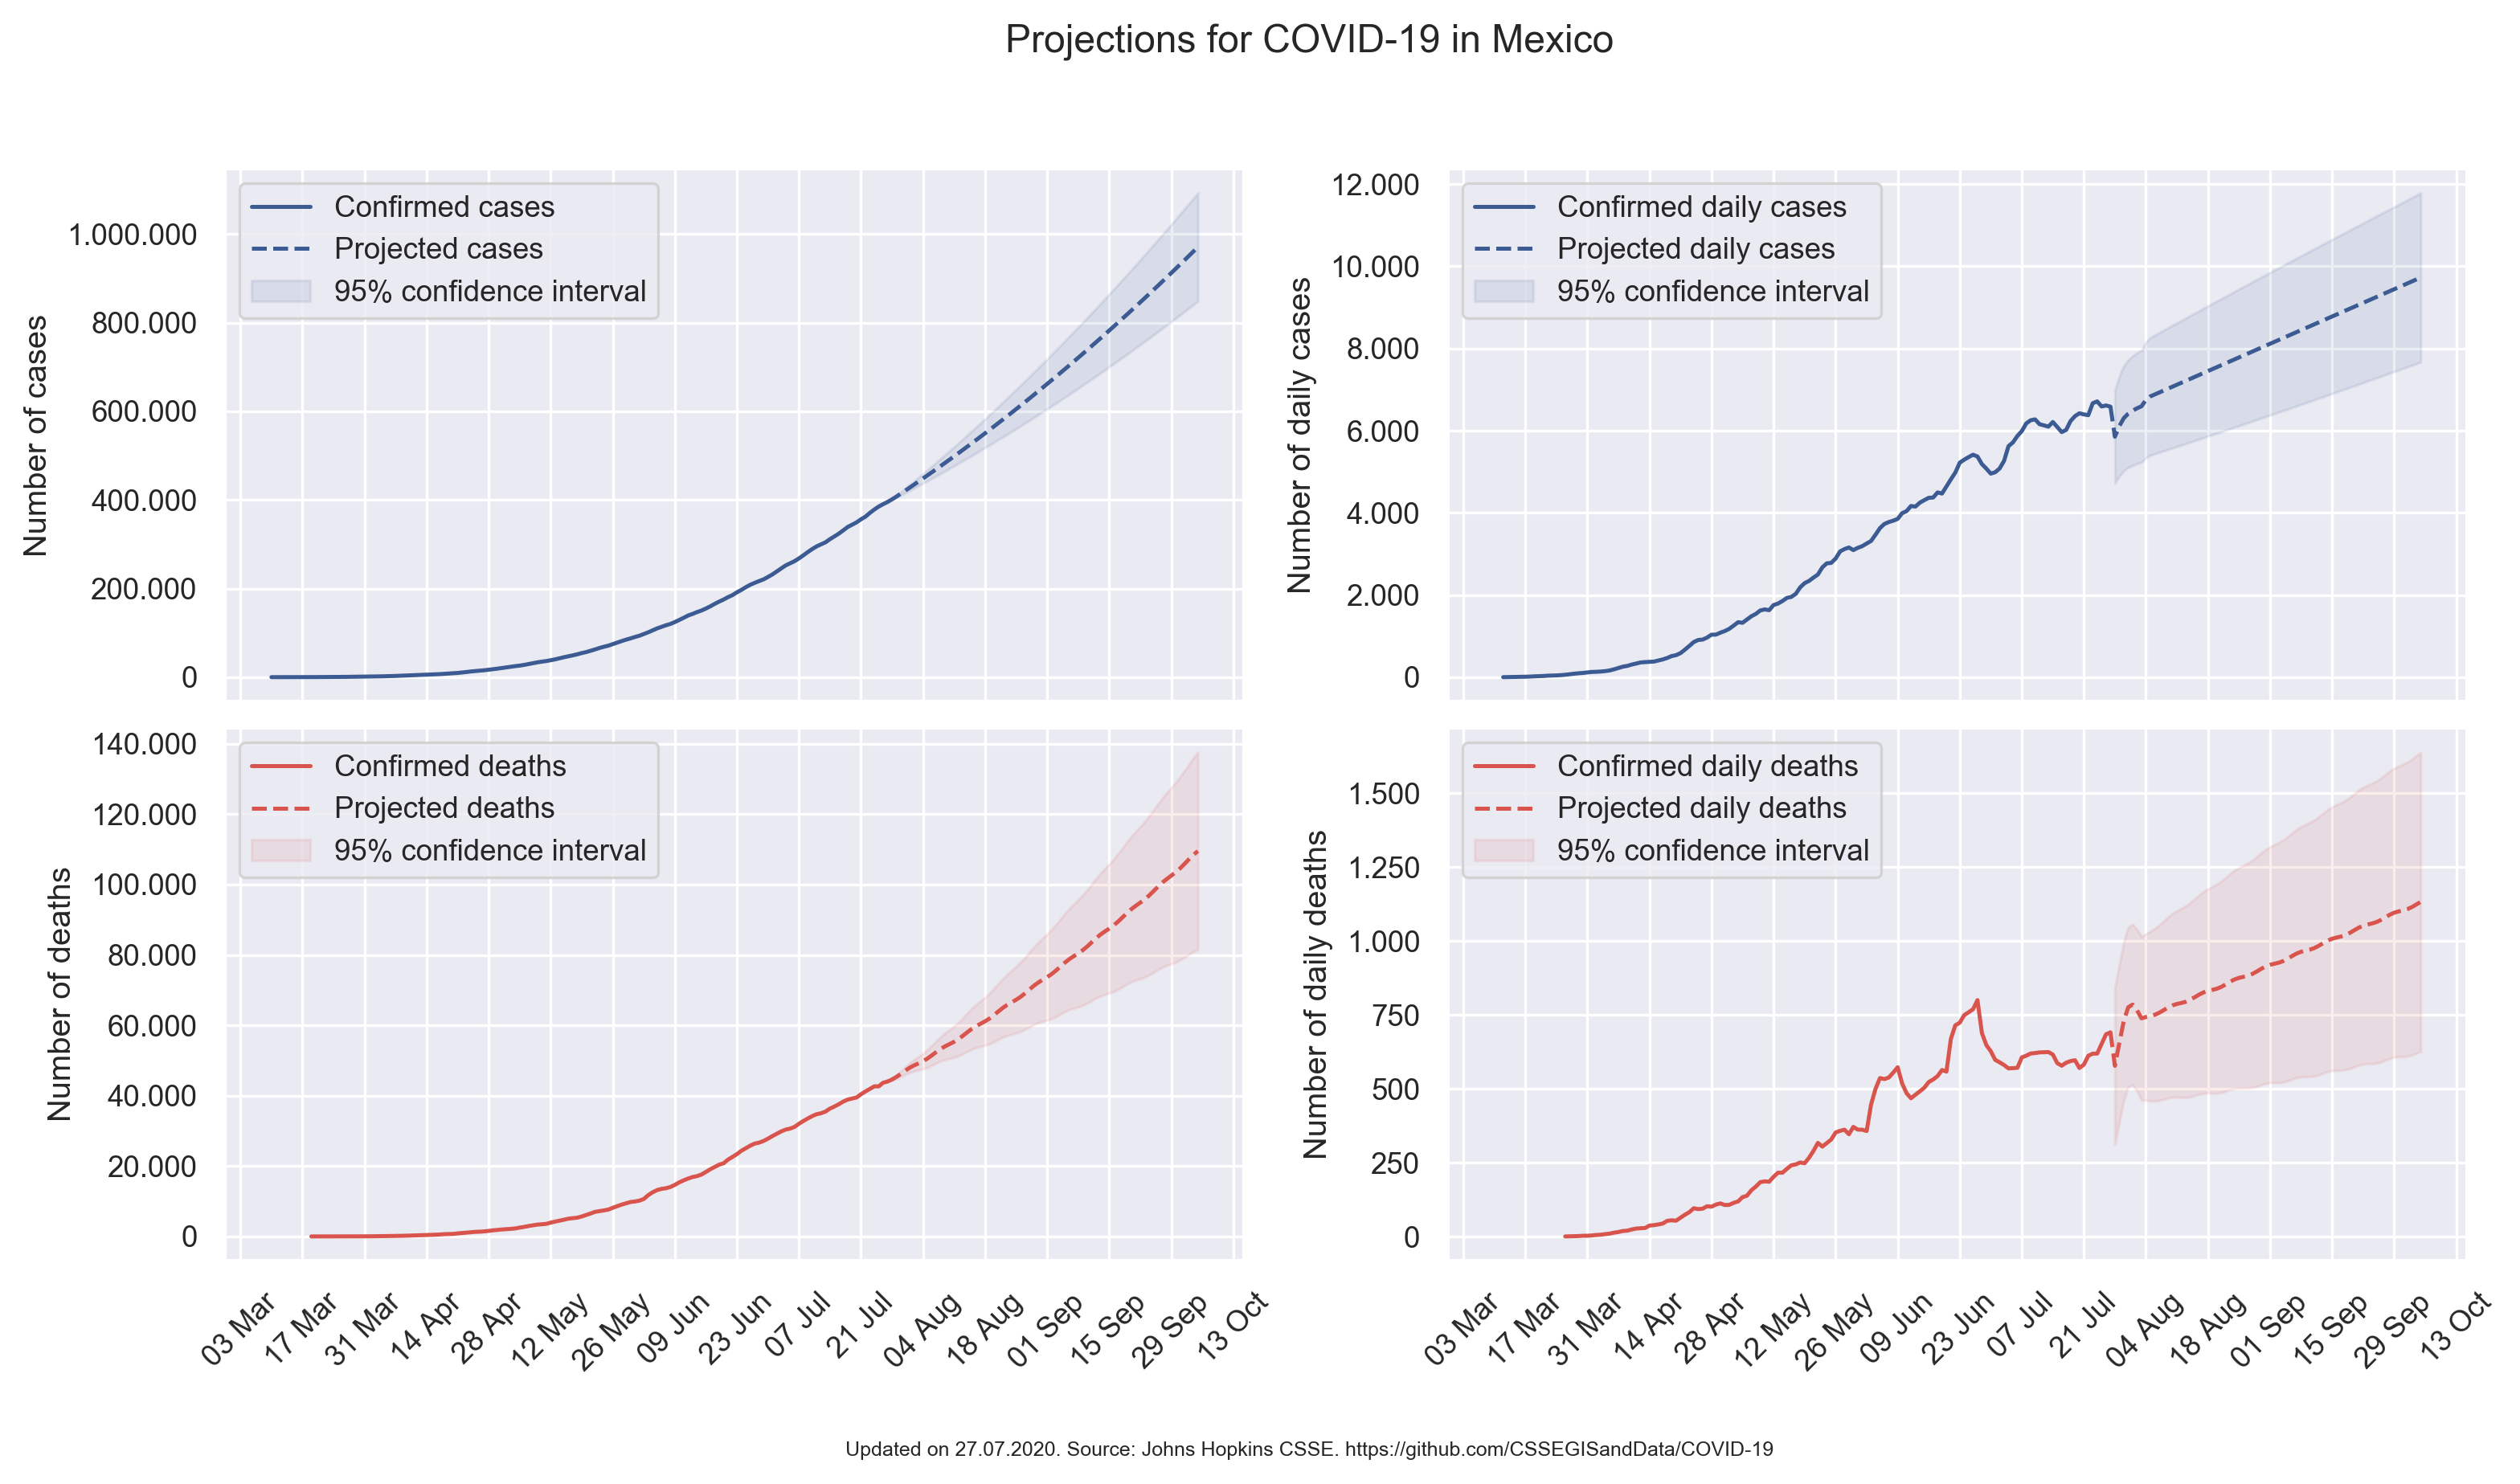 Projections for COVID-19 in Mexico
Number of cases
1.000.000
800.000
600.000
400.000
200.000
0
Confirmed cases
Projected cases
95% confidence interval
Number of daily cases
12.000
10.000
8.000
6.000
4.000
2.000
0
Confirmed daily cases
Projected daily cases
95% confidence interval
Number of deaths
140.000
120.000
100.000
80.000
60.000
40.000
20.000
0
Confirmed deaths
Projected deaths
95% confidence interval
03 Mar
17 Mar
31 Mar
14 Apr
28 Apr
12 May
26 May
09 Jun
23 Jun
07 Jul
21 Jul
04 Aug
18 Aug
01 Sep
15 Sep
29 Sep
13 Oct
Number of daily deaths
1.500
1.250
1.000
750
500
250
0
Confirmed daily deaths
Projected daily deaths
95% confidence interval
03 Mar
17 Mar
31 Mar
14 Apr
28 Apr
12 May
26 May
09 Jun
23 Jun
07 Jul
21 Jul
04 Aug
18 Aug
01 Sep
15 Sep
29 Sep
13 Oct
Updated on 27.07.2020. Source: Johns Hopkins CSSE. https://github.com/CSSEGISandData/COVID-19